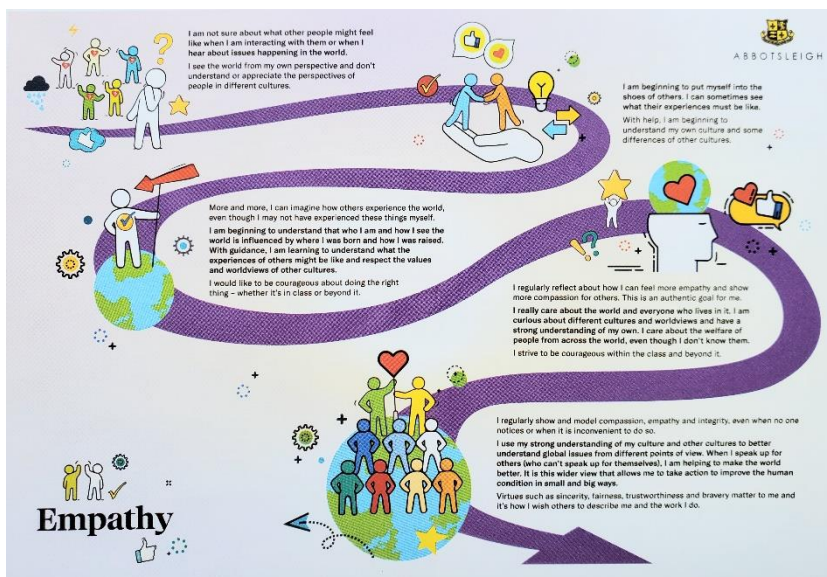 I am not sure about what other people might feel
like when I am interacting with them or when I
hear about issues happening in the world.
I see the world from my own perspective and don't
understand or appreciate the perspectives of
people in different cultures.
ABBOTSLEIGH
I am beginning to put myself into the
shoes of others. I can sometimes see
what their experiences must be like.
With help, I am beginning to
understand my own culture and some
differences of other cultures.
More and more, I can imagine how others experience the world,
even though I may not have experienced these things myself.
I am beginning to understand that who I am and how I see the
world is influenced by where I was born and how I was raised.
With guidance, I am learning to understand what the
experiences of others might be like and respect the values
and worldviews of other cultures.
I would like to be courageous about doing the right
thing – whether it's in class or beyond it.
I regularly reflect about how I can feel more empathy and show
more compassion for others. This is an authentic goal for me.
I really care about the world and everyone who lives in it. I am
curious about different cultures and worldviews and have a
strong understanding of my own. I care about the welfare of
people from across the world, even though I don't know them.
I strive to be courageous within the class and beyond it.
I regularly show and model compassion, empathy and integrity, even when no one
notices or when it is inconvenient to do so.
I use my strong understanding of my culture and other cultures to better
understand global issues from different points of view. When I speak up for
others (who can't speak up for themselves), I am helping to make the world
better. It is this wider view that allows me to take action to improve the human
condition in small and big ways.
Virtues such as sincerity, fairness, trustworthiness and bravery matter to me and
it's how I wish others to describe me and the work I do.
Empathy